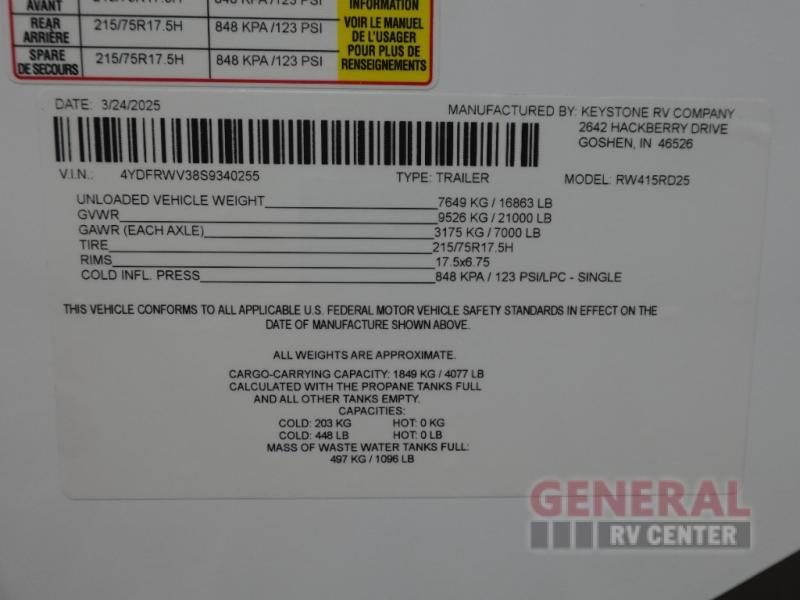 AVANT 215/75R17.5H 848 KPA /123 PSI INFORMATION
REAR ARRIÈRE 215/75R17.5H 848 KPA /123 PSI VOIR LE MANUEL DE L'USAGER
SPARE DE SECOURS 215/75R17.5H 848 KPA /123 PSI POUR PLUS DE RENSEIGNEMENTS
DATE: 3/24/2025
MANUFACTURED BY: KEYSTONE RV COMPANY
2642 HACKBERRY DRIVE
GOSHEN, IN 46526
V.I.N.: 4YDFRWV38S9340255 TYPE: TRAILER MODEL: RW415RD25
UNLOADED VEHICLE WEIGHT 7649 KG / 16863 LB
GVWR 9526 KG / 21000 LB
GAWR (EACH AXLE) 3175 KG / 7000 LB
TIRE 215/75R17.5H
RIMS 17.5x6.75
COLD INFL. PRESS 848 KPA / 123 PSI/LPC - SINGLE
THIS VEHICLE CONFORMS TO ALL APPLICABLE U.S. FEDERAL MOTOR VEHICLE SAFETY STANDARDS IN EFFECT ON THE
DATE OF MANUFACTURE SHOWN ABOVE.
ALL WEIGHTS ARE APPROXIMATE.
CARGO-CARRYING CAPACITY: 1849 KG / 4077 LB
CALCULATED WITH THE PROPANE TANKS FULL
AND ALL OTHER TANKS EMPTY.
CAPACITIES:
COLD: 203 KG HOT: 0 KG
COLD: 448 LB HOT: 0 LB
MASS OF WASTE WATER TANKS FULL:
497 KG / 1096 LB
GENERAL
RV CENTER